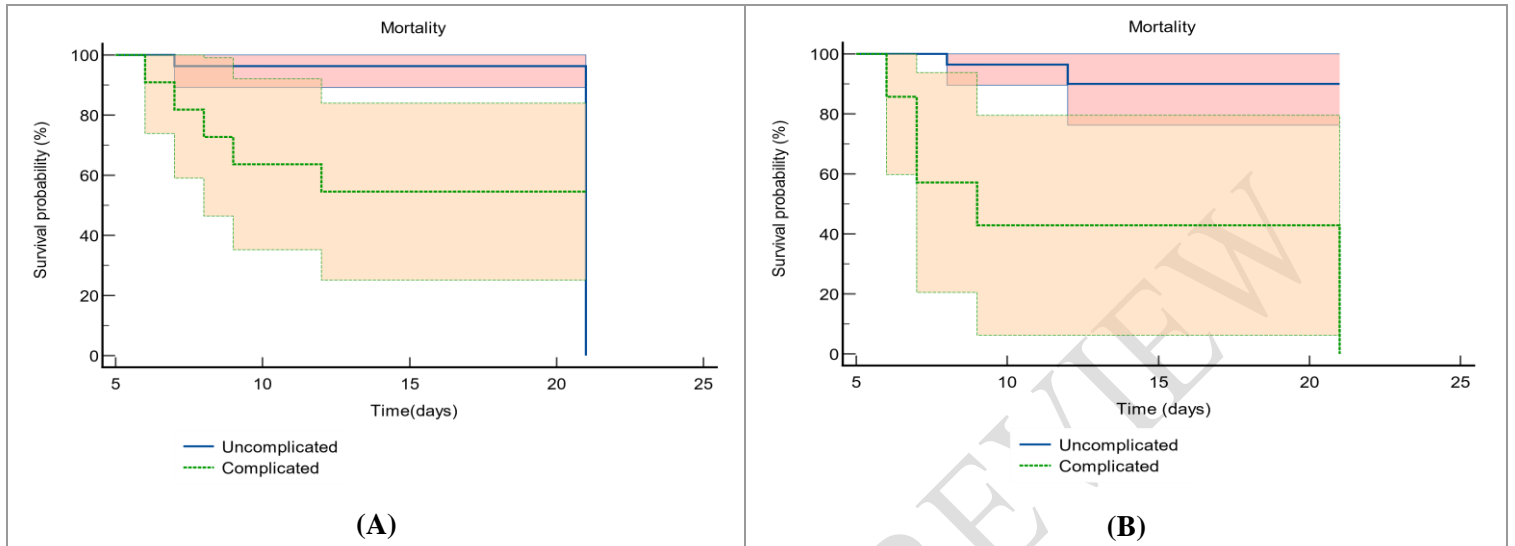 Mortality
100
80
60
40
20
0
Survival probability (%)
5 10 15 20 25
Time(days)
Uncomplicated
Complicated
(A)
Mortality
100
80
60
40
20
0
Survival probability (%)
5 10 15 20 25
Time (days)
Uncomplicated
Complicated
(B)
REVIEW